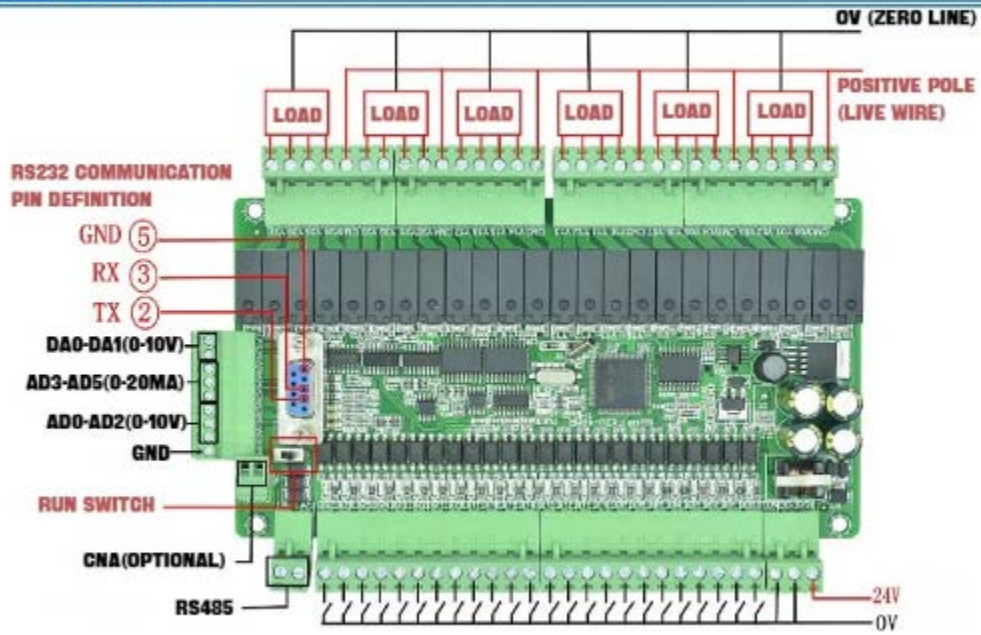 0V (ZERO LINE)
POSITIVE POLE
(LIVE WIRE)
LOAD
LOAD
LOAD
LOAD
LOAD
LOAD
RS232 COMMUNICATION
PIN DEFINITION
GND ⑤
RX ③
TX ②
DA0-DA1(0-10V)
AD3-AD5(0-20MA)
AD0-AD2(0-10V)
GND
RUN SWITCH
CNA(OPTIONAL)
RS485
24V
0V